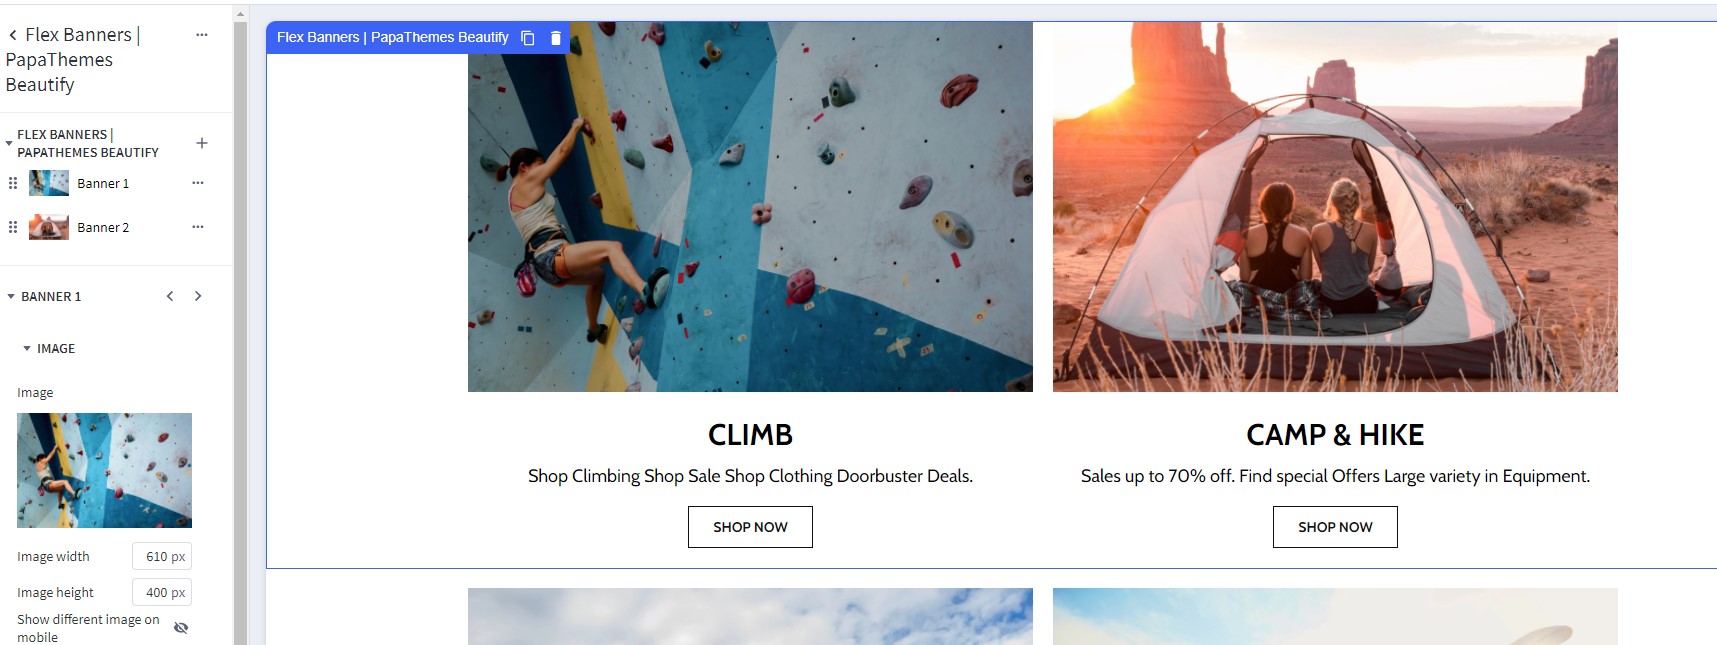 Flex Banners |
PapaThemes
Beautify
FLEX BANNERS |
PAPATHEMES BEAUTIFY
Banner 1
Banner 2
BANNER 1
IMAGE
Image
Image width
610 px
Image height
400 px
Show different image on
mobile
Flex Banners | PapaThemes Beautify
CLIMB
Shop Climbing Shop Sale Shop Clothing Doorbuster Deals.
SHOP NOW
CAMP & HIKE
Sales up to 70% off. Find special Offers Large variety in Equipment.
SHOP NOW